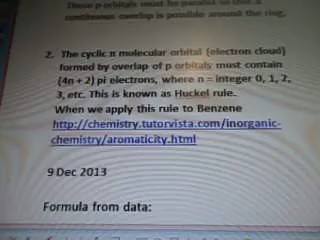 These p orbitals must be parallel so that a
continuous overlap is possible around the ring.
2. The cyclic π molecular orbital (electron cloud)
formed by overlap of p orbitals must contain
(4n + 2) pi electrons, where n = integer 0, 1, 2,
3, etc. This is known as Huckel rule.
When we apply this rule to Benzene
http://chemistry.tutorvista.com/inorganic-
chemistry/aromaticity.html
9 Dec 2013
Formula from data: